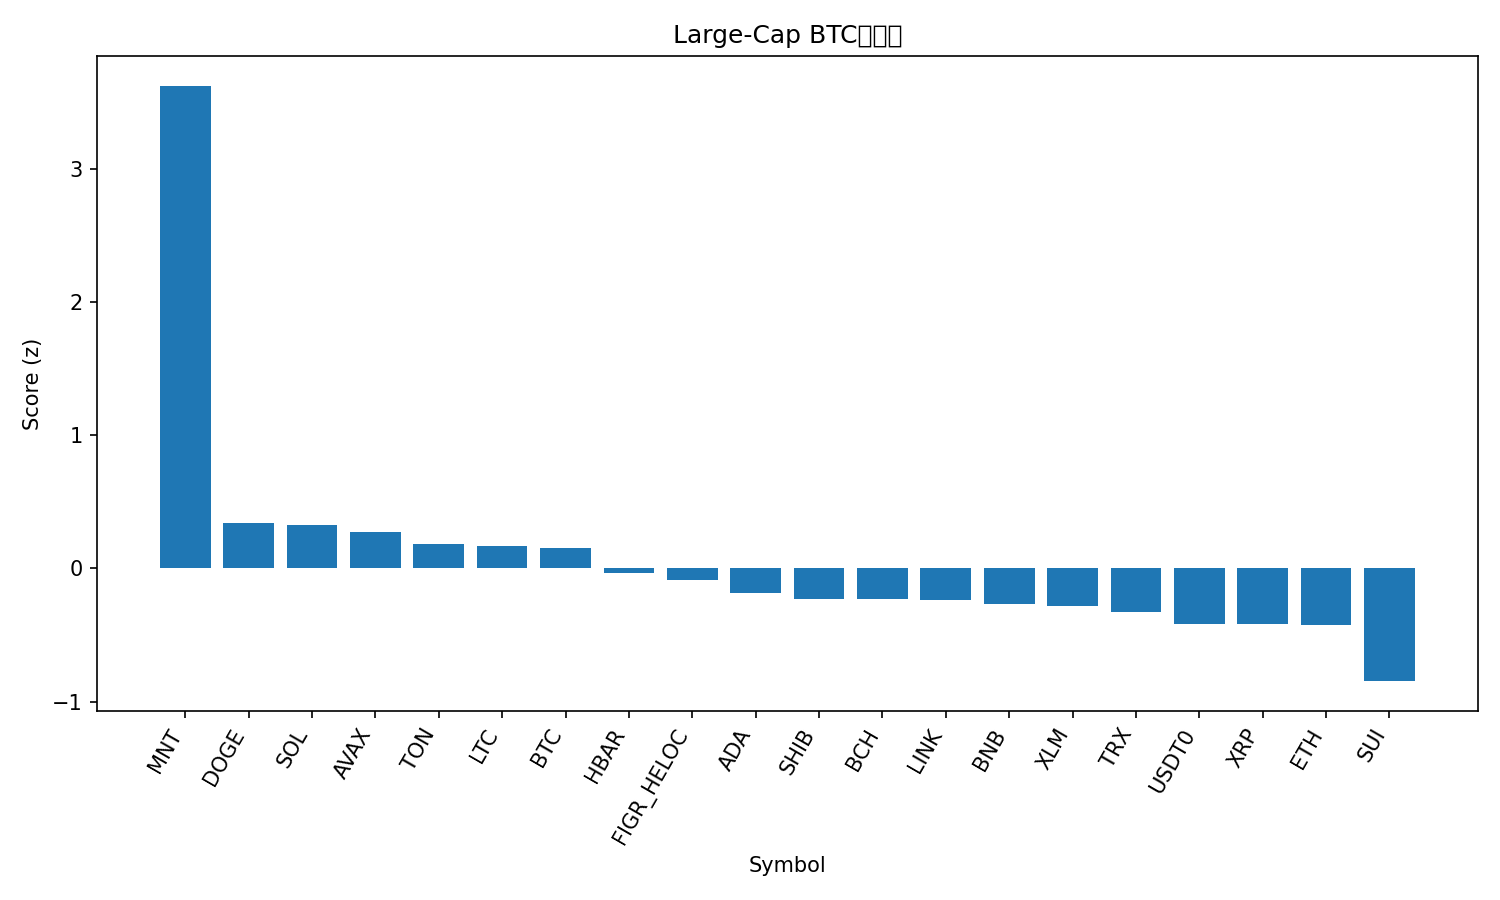 Large-Cap BTC
Score (z)
3
2
1
0
−1
MNT
DOGE
SOL
AVAX
TON
LTC
BTC
HBAR
FIGR_HELOC
ADA
SHIB
BCH
LINK
BNB
XLM
TRX
USDT0
XRP
ETH
SUI
Symbol